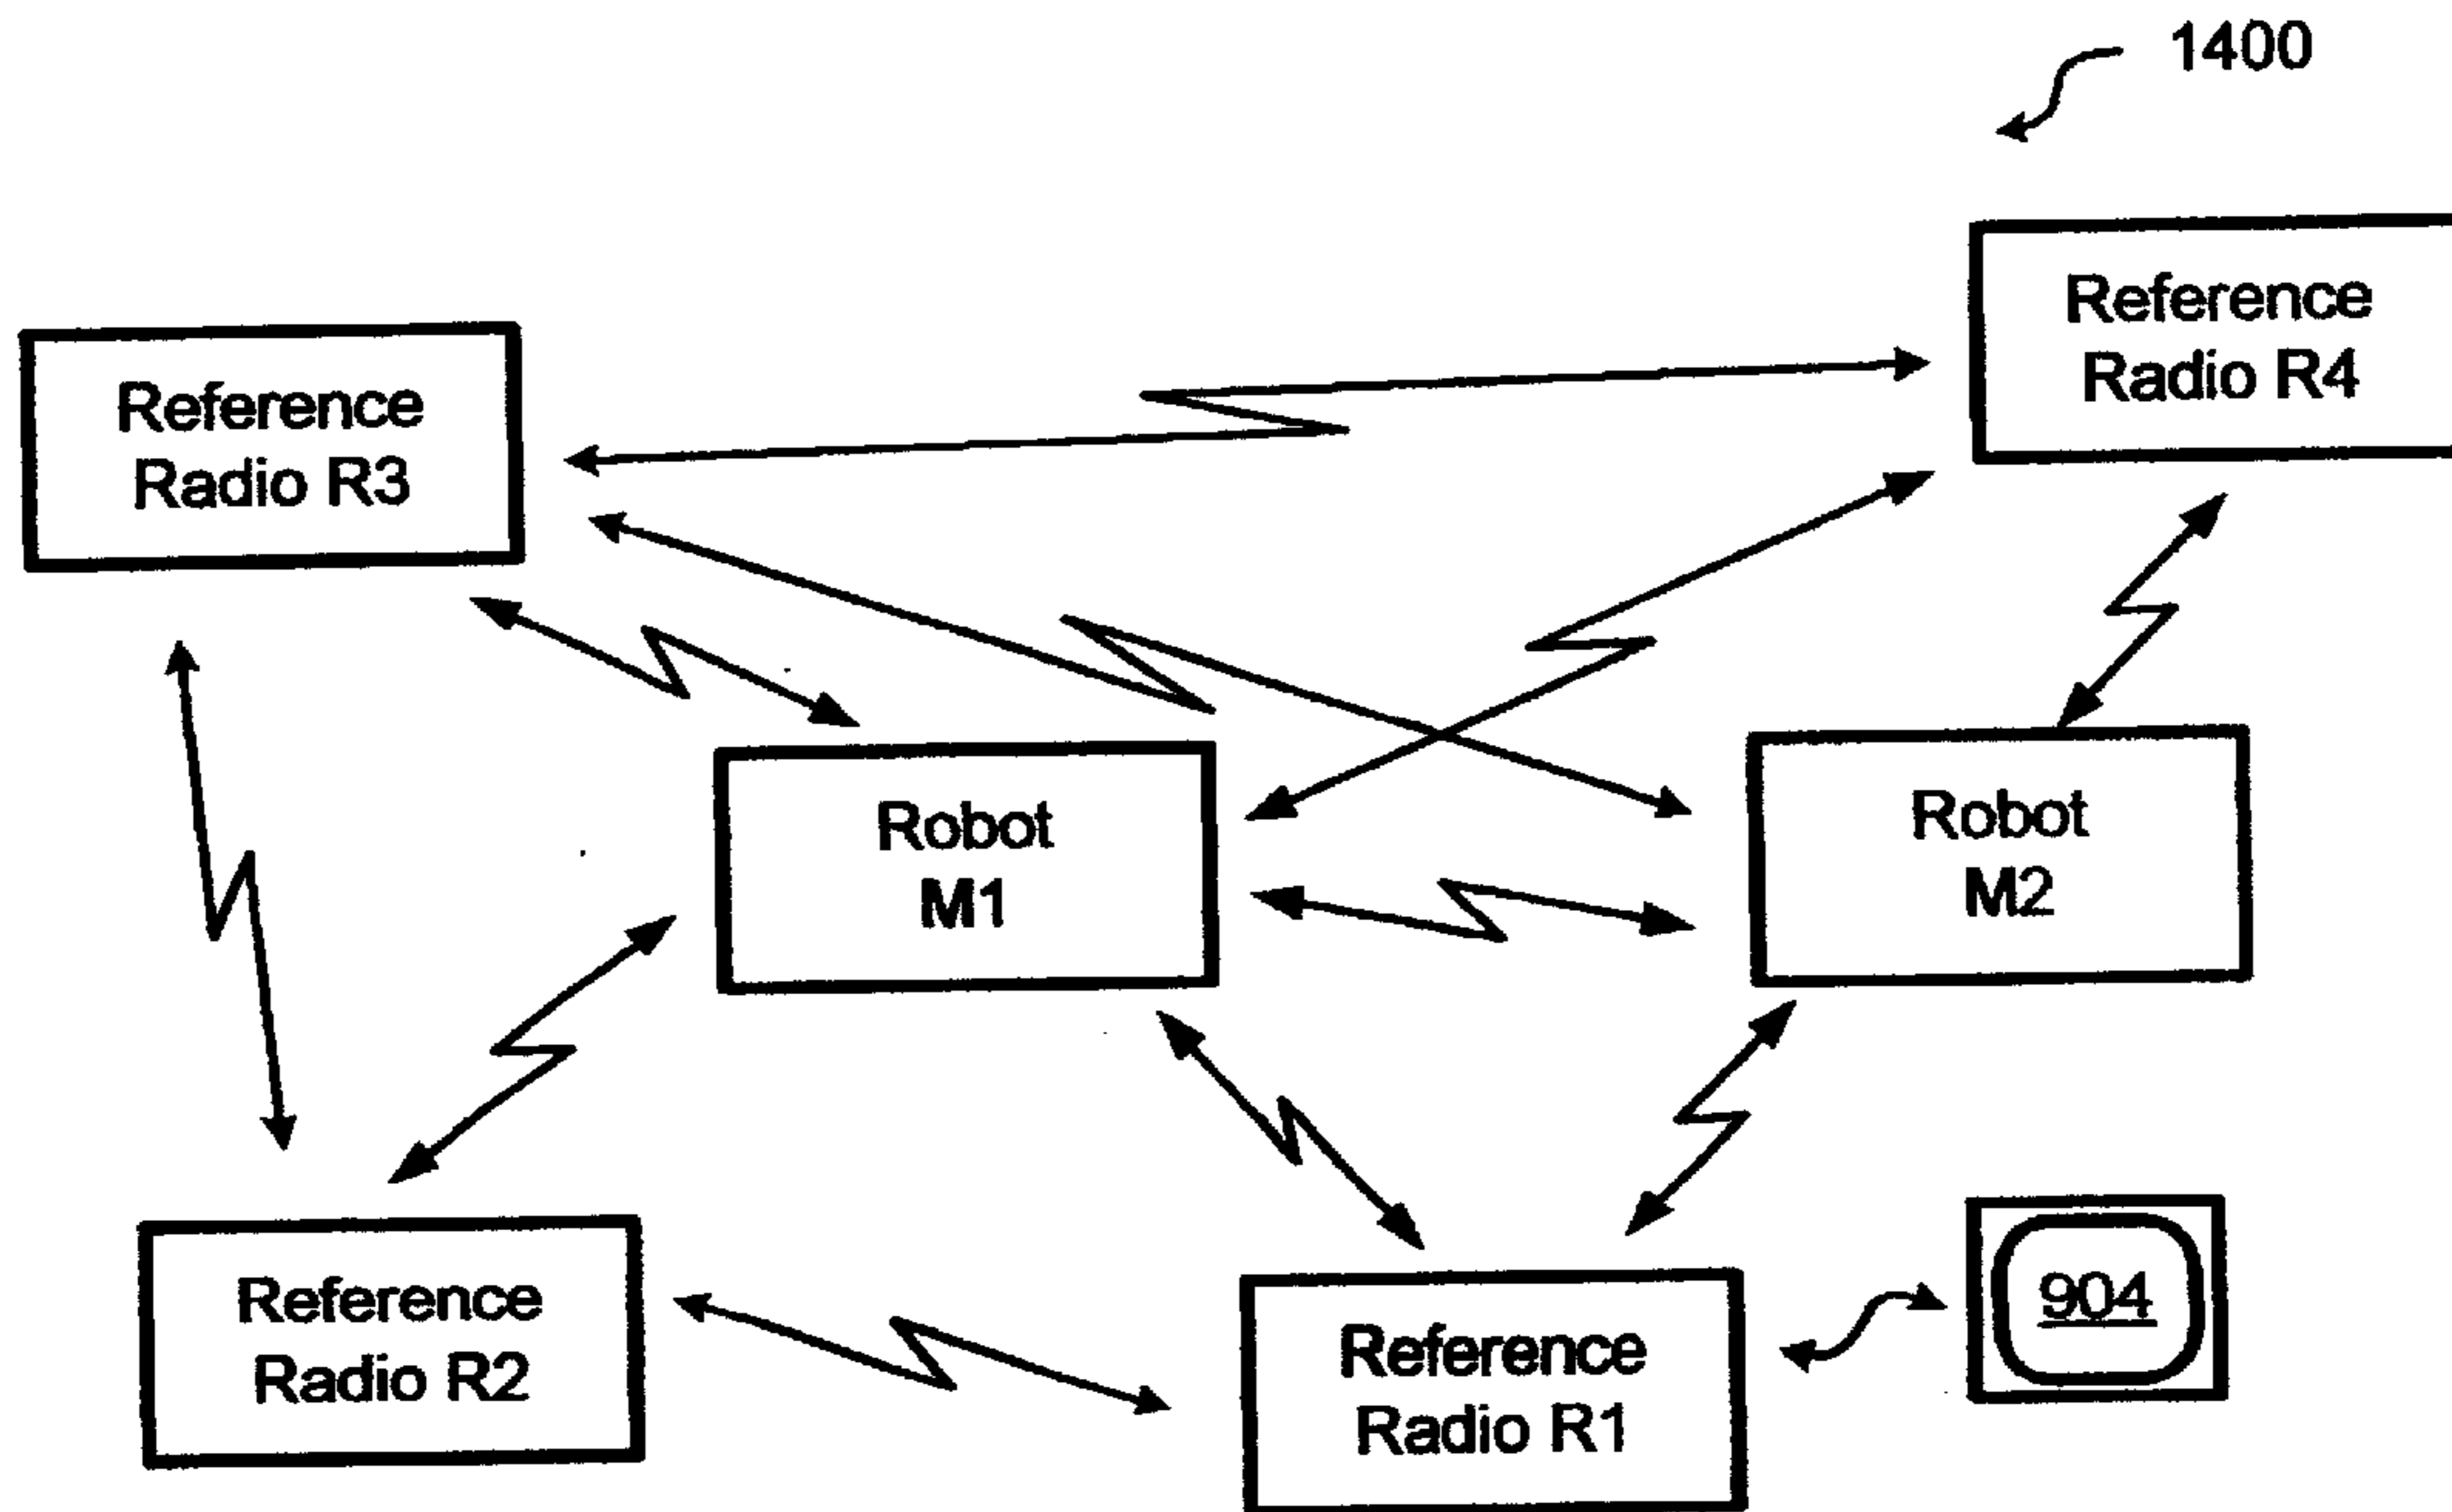 1400
Reference
Radio R4
Reference
Radio R3
Robot
M1
Robot
M2
Reference
Radio R2
Reference
Radio R1
904